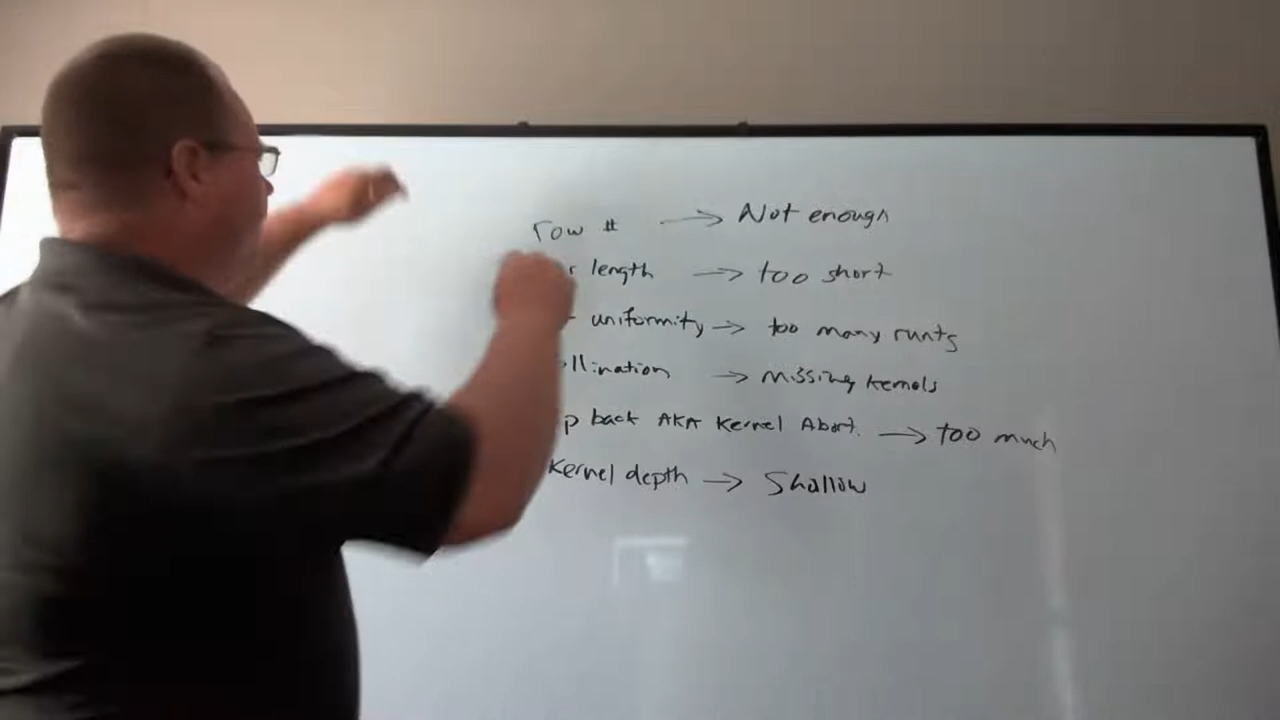 row # → Not enough
length → too short
uniformity → too many runts
llination → missing kernels
p back AKA Kernel Abort. → too much
Kernel depth → Shallow